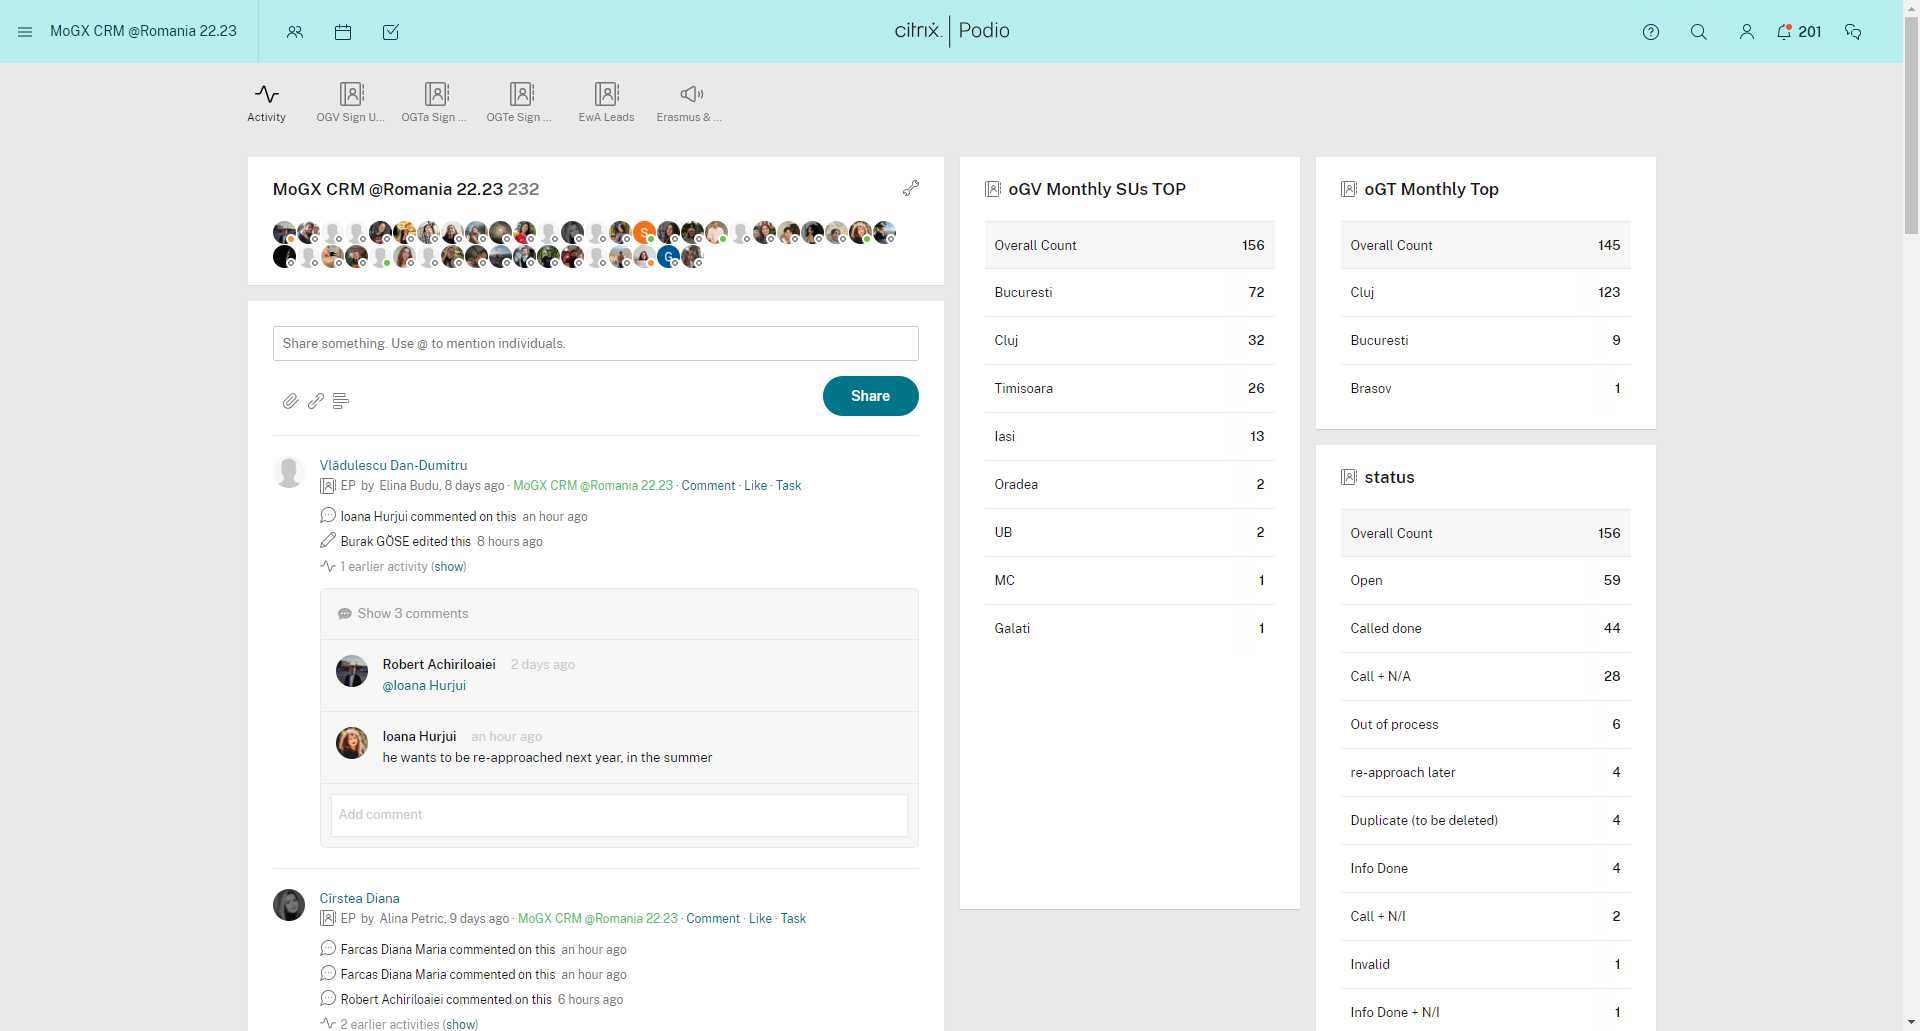 MoGX CRM @Romania 22.23
citrix. | Podio
201
Activity
OGV Sign U...
OGTa Sign ...
OGTe Sign ...
EwA Leads
Erasmus & ...
MoGX CRM @Romania 22.23 232
S
G
Share something. Use @ to mention individuals.
Share
Vlădulescu Dan-Dumitru
EP by Elina Budu, 8 days ago · MoGX CRM @Romania 22.23 · Comment · Like · Task
Ioana Hurjui commented on this an hour ago
Burak GÖSE edited this 8 hours ago
1 earlier activity (show)
Show 3 comments
Robert Achiriloaiei 2 days ago
@Ioana Hurjui
Ioana Hurjui an hour ago
he wants to be re-approached next year, in the summer
Add comment
Cîrstea Diana
EP by Alina Petric, 9 days ago · MoGX CRM @Romania 22.23 · Comment · Like · Task
Farcas Diana Maria commented on this an hour ago
Farcas Diana Maria commented on this an hour ago
Robert Achiriloaiei commented on this 6 hours ago
2 earlier activities (show)
oGV Monthly SUs TOP
Overall Count 156
Bucuresti 72
Cluj 32
Timisoara 26
Iasi 13
Oradea 2
UB 2
MC 1
Galati 1
oGT Monthly Top
Overall Count 145
Cluj 123
Bucuresti 9
Brasov 1
status
Overall Count 156
Open 59
Called done 44
Call + N/A 28
Out of process 6
re-approach later 4
Duplicate (to be deleted) 4
Info Done 4
Call + N/I 2
Invalid 1
Info Done + N/I 1